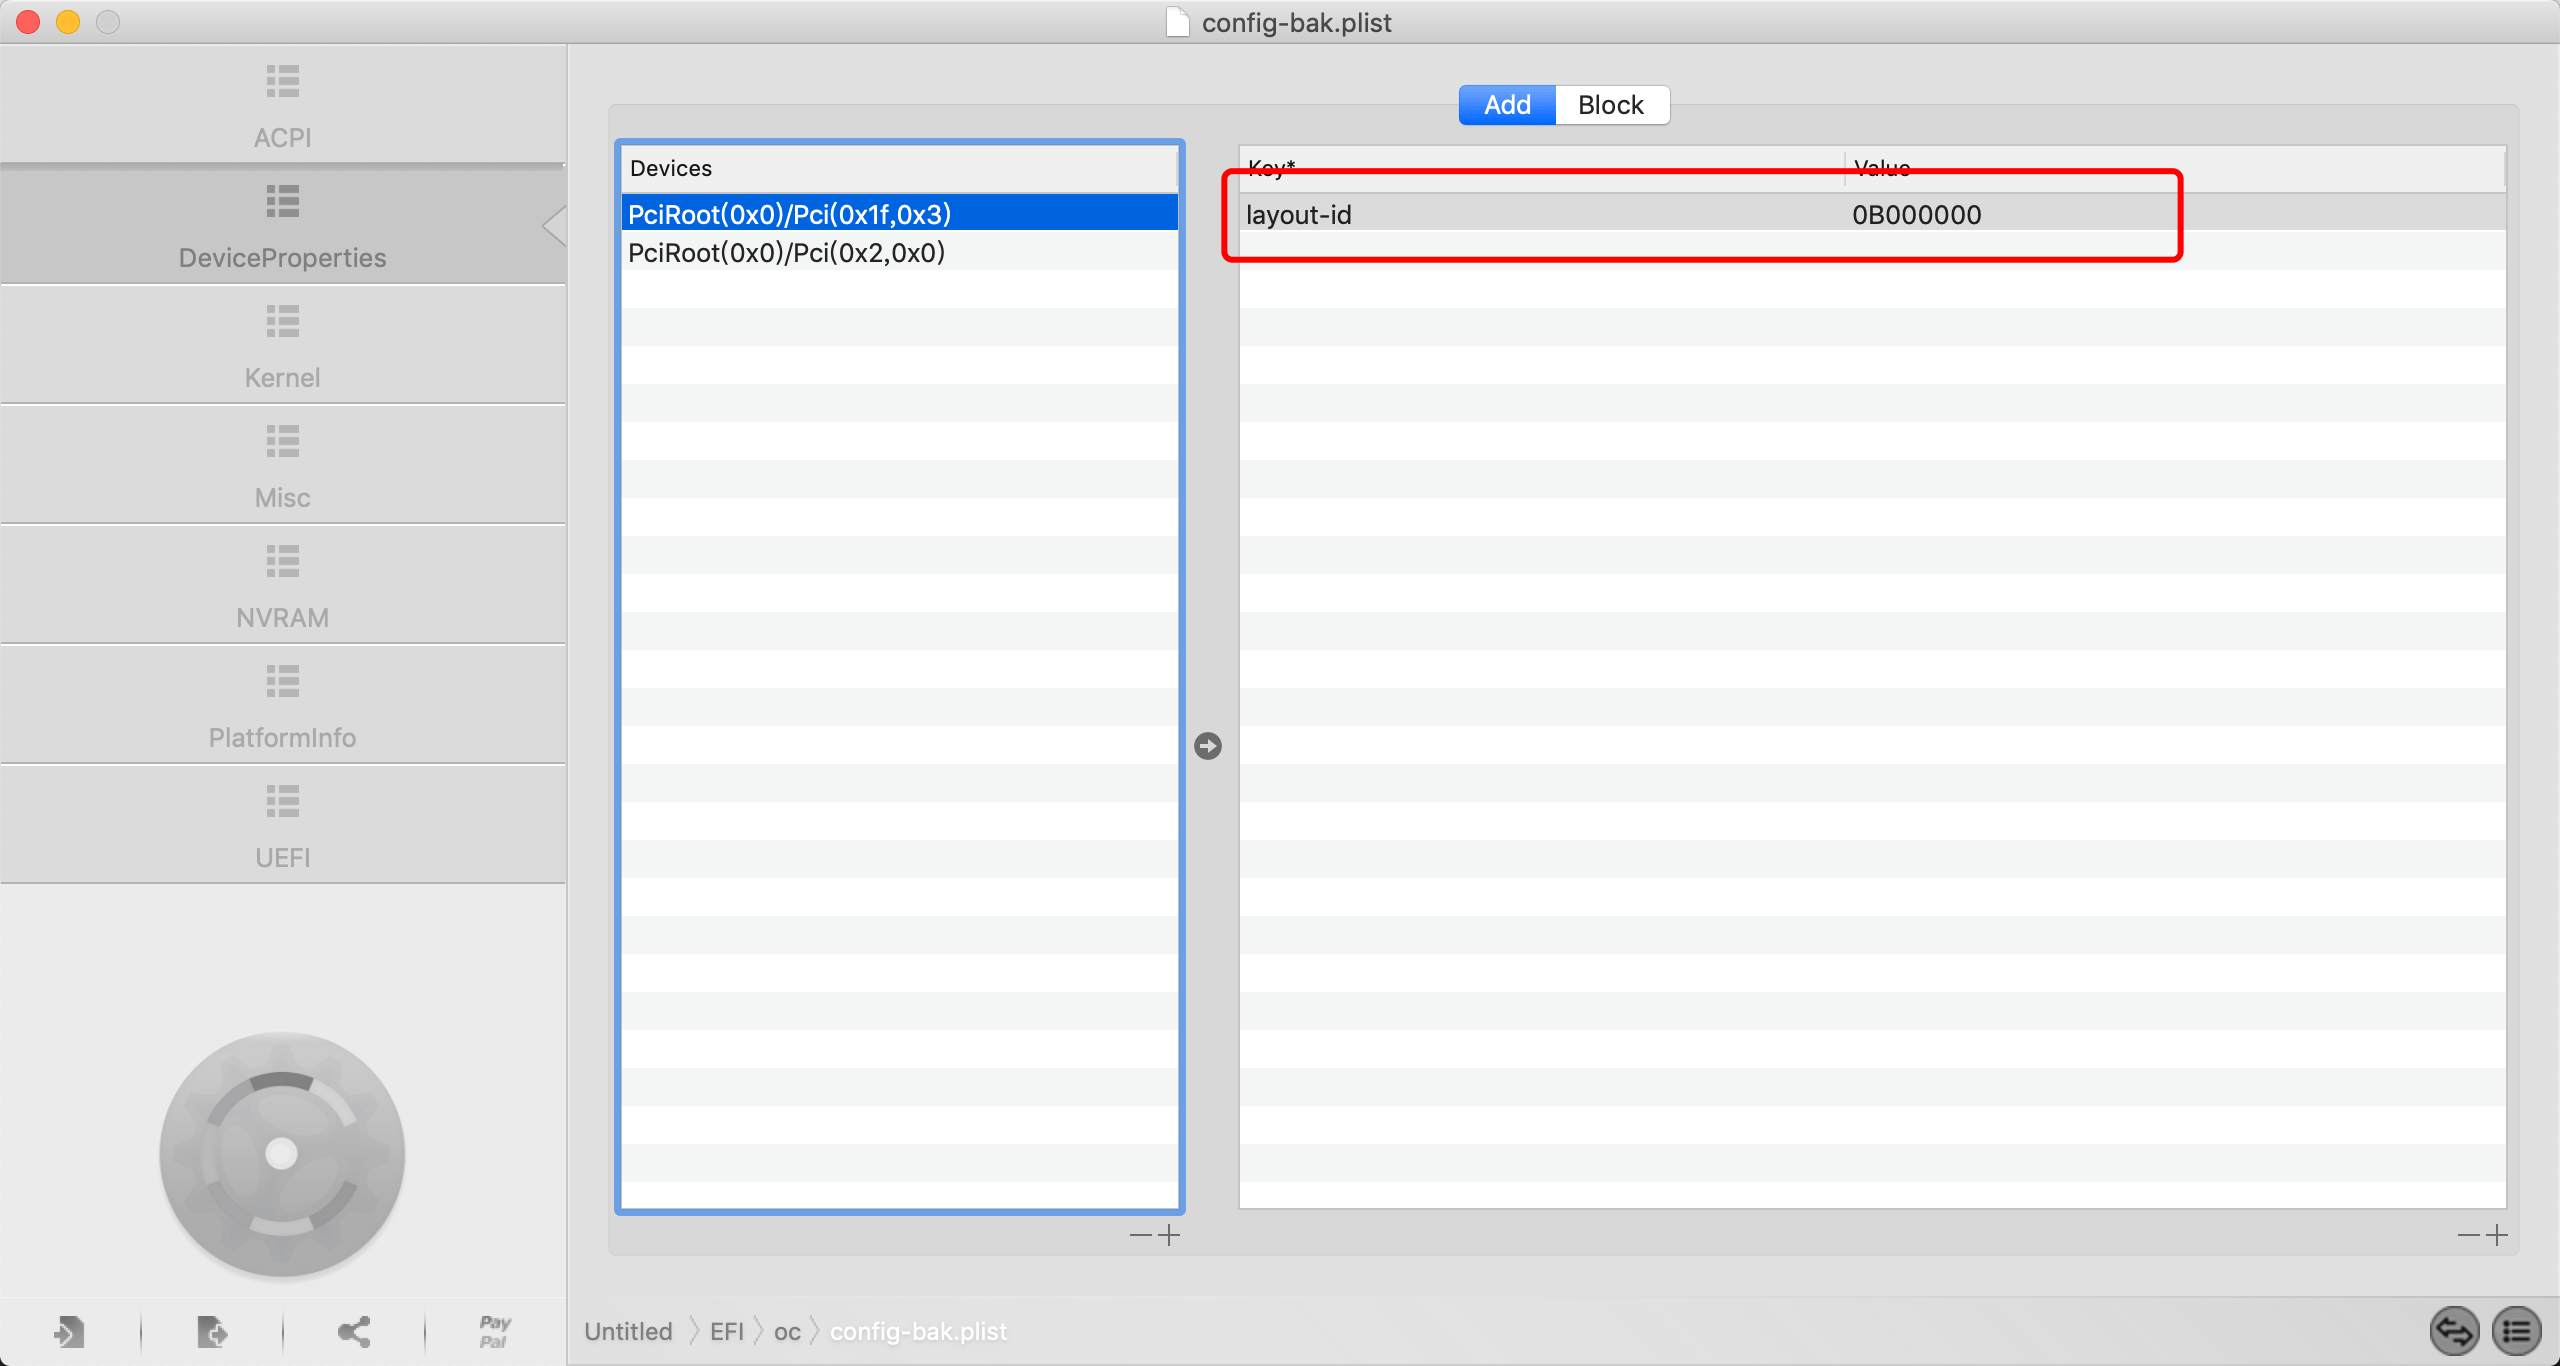 config-bak.plist
ACPI
DeviceProperties
Kernel
Misc
NVRAM
PlatformInfo
UEFI
Add Block
Devices
PciRoot(0x0)/Pci(0x1f,0x3)
PciRoot(0x0)/Pci(0x2,0x0)
Key* Value
layout-id 0B000000
Pay
Pal
Untitled EFI oc config-bak.plist